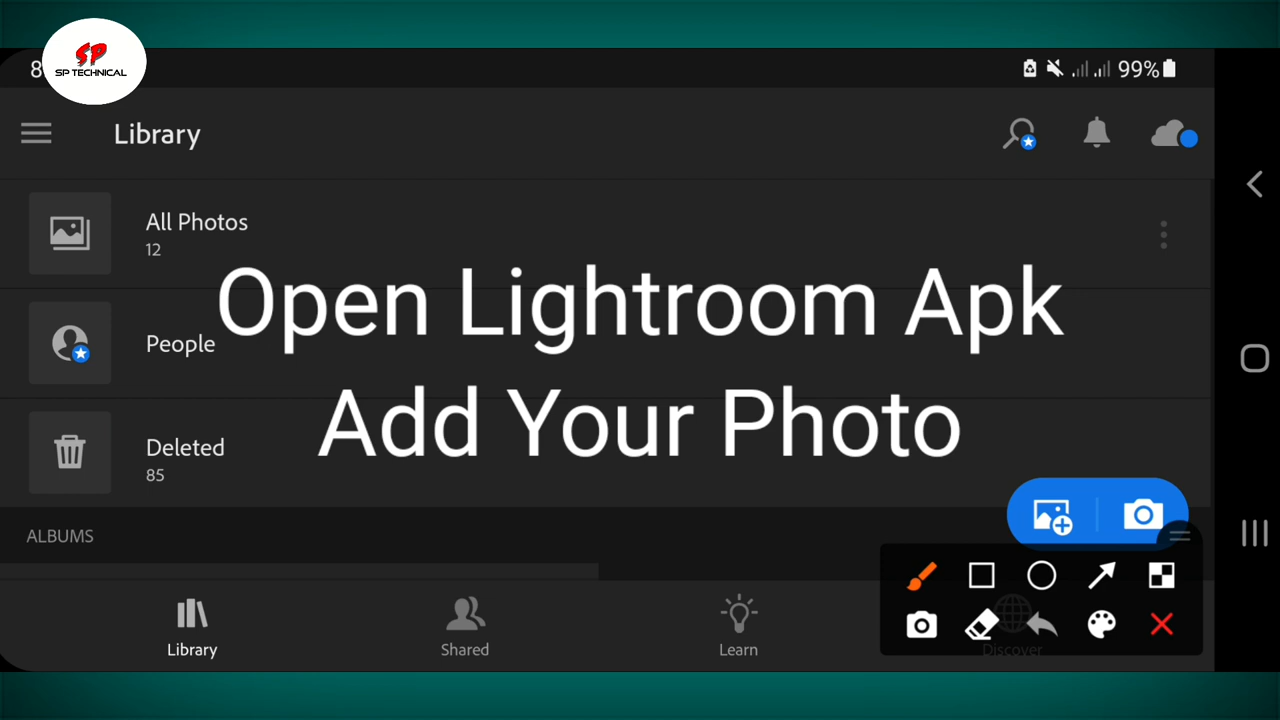 SP
SP TECHNICAL
8
99%
Library
All Photos
12
Open Lightroom Apk
People
Add Your Photo
Deleted
85
ALBUMS
Library
Shared
Learn
Discover